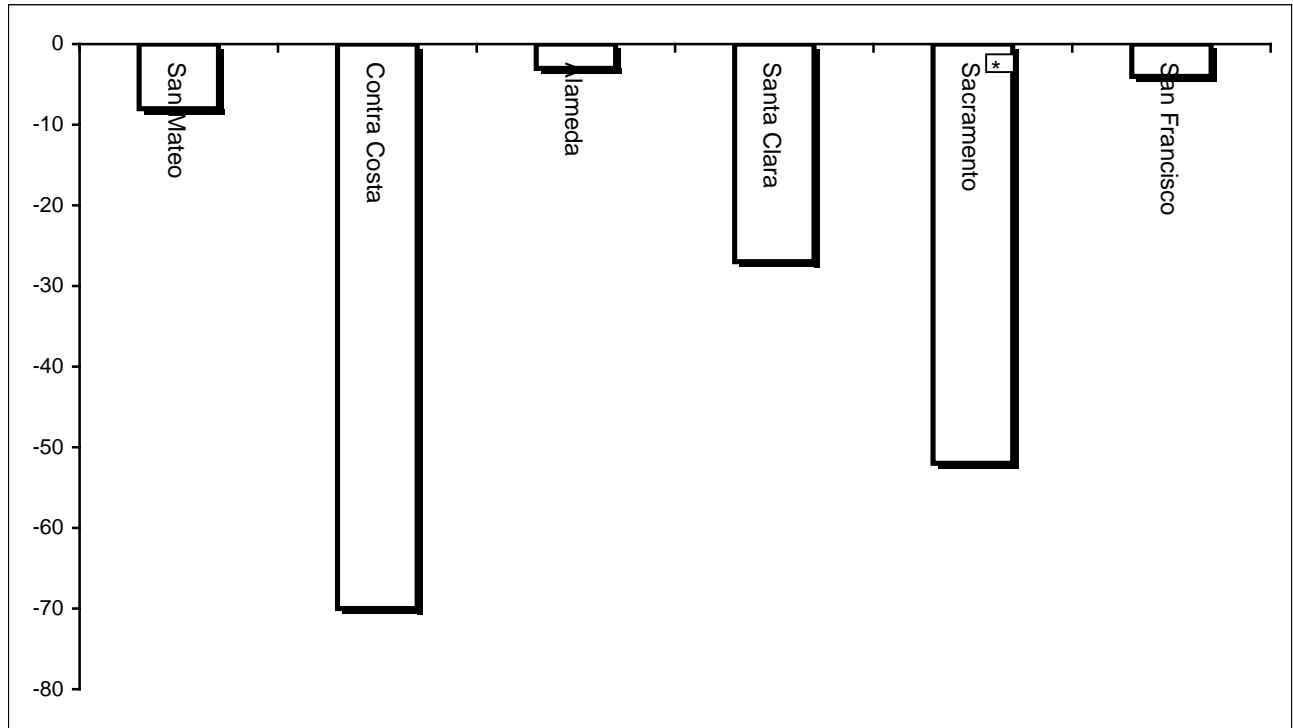 0
-10
-20
-30
-40
-50
-60
-70
-80
San Mateo
Contra Costa
Alameda
Santa Clara
Sacramento
*
San Francisco